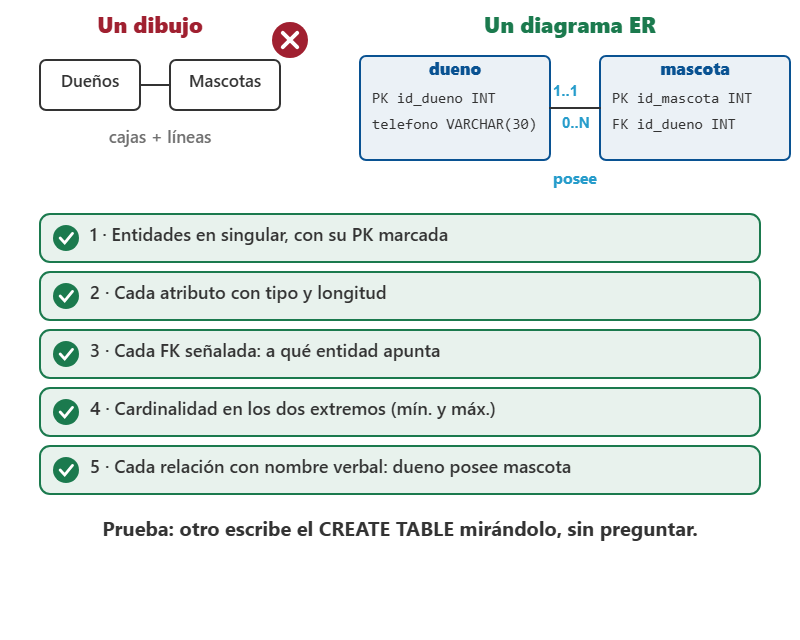 Un dibujo
Dueños
Mascotas
cajas + líneas
Un diagrama ER
dueno
PK id_dueno INT
telefono VARCHAR(30)
1..1
0..N
posee
mascota
PK id_mascota INT
FK id_dueno INT
1 · Entidades en singular, con su PK marcada
2 · Cada atributo con tipo y longitud
3 · Cada FK señalada: a qué entidad apunta
4 · Cardinalidad en los dos extremos (mín. y máx.)
5 · Cada relación con nombre verbal: dueno posee mascota
Prueba: otro escribe el CREATE TABLE mirándolo, sin preguntar.